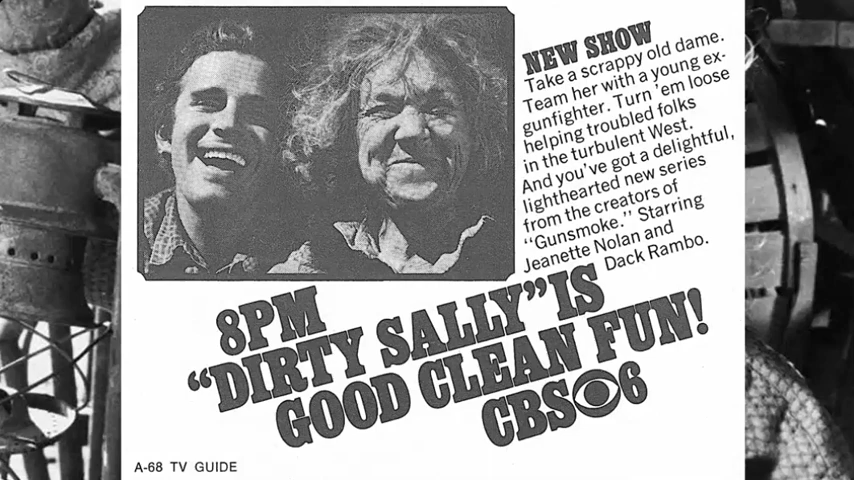 NEW SHOW
Take a scrappy old dame.
Team her with a young ex-
gunfighter. Turn 'em loose
helping troubled folks
in the turbulent West.
And you've got a delightful,
lighthearted new series
from the creators of
"Gunsmoke." Starring
Jeanette Nolan and
Dack Rambo.
8PM
"DIRTY SALLY" IS
GOOD CLEAN FUN!
CBS 6
A-68 TV GUIDE